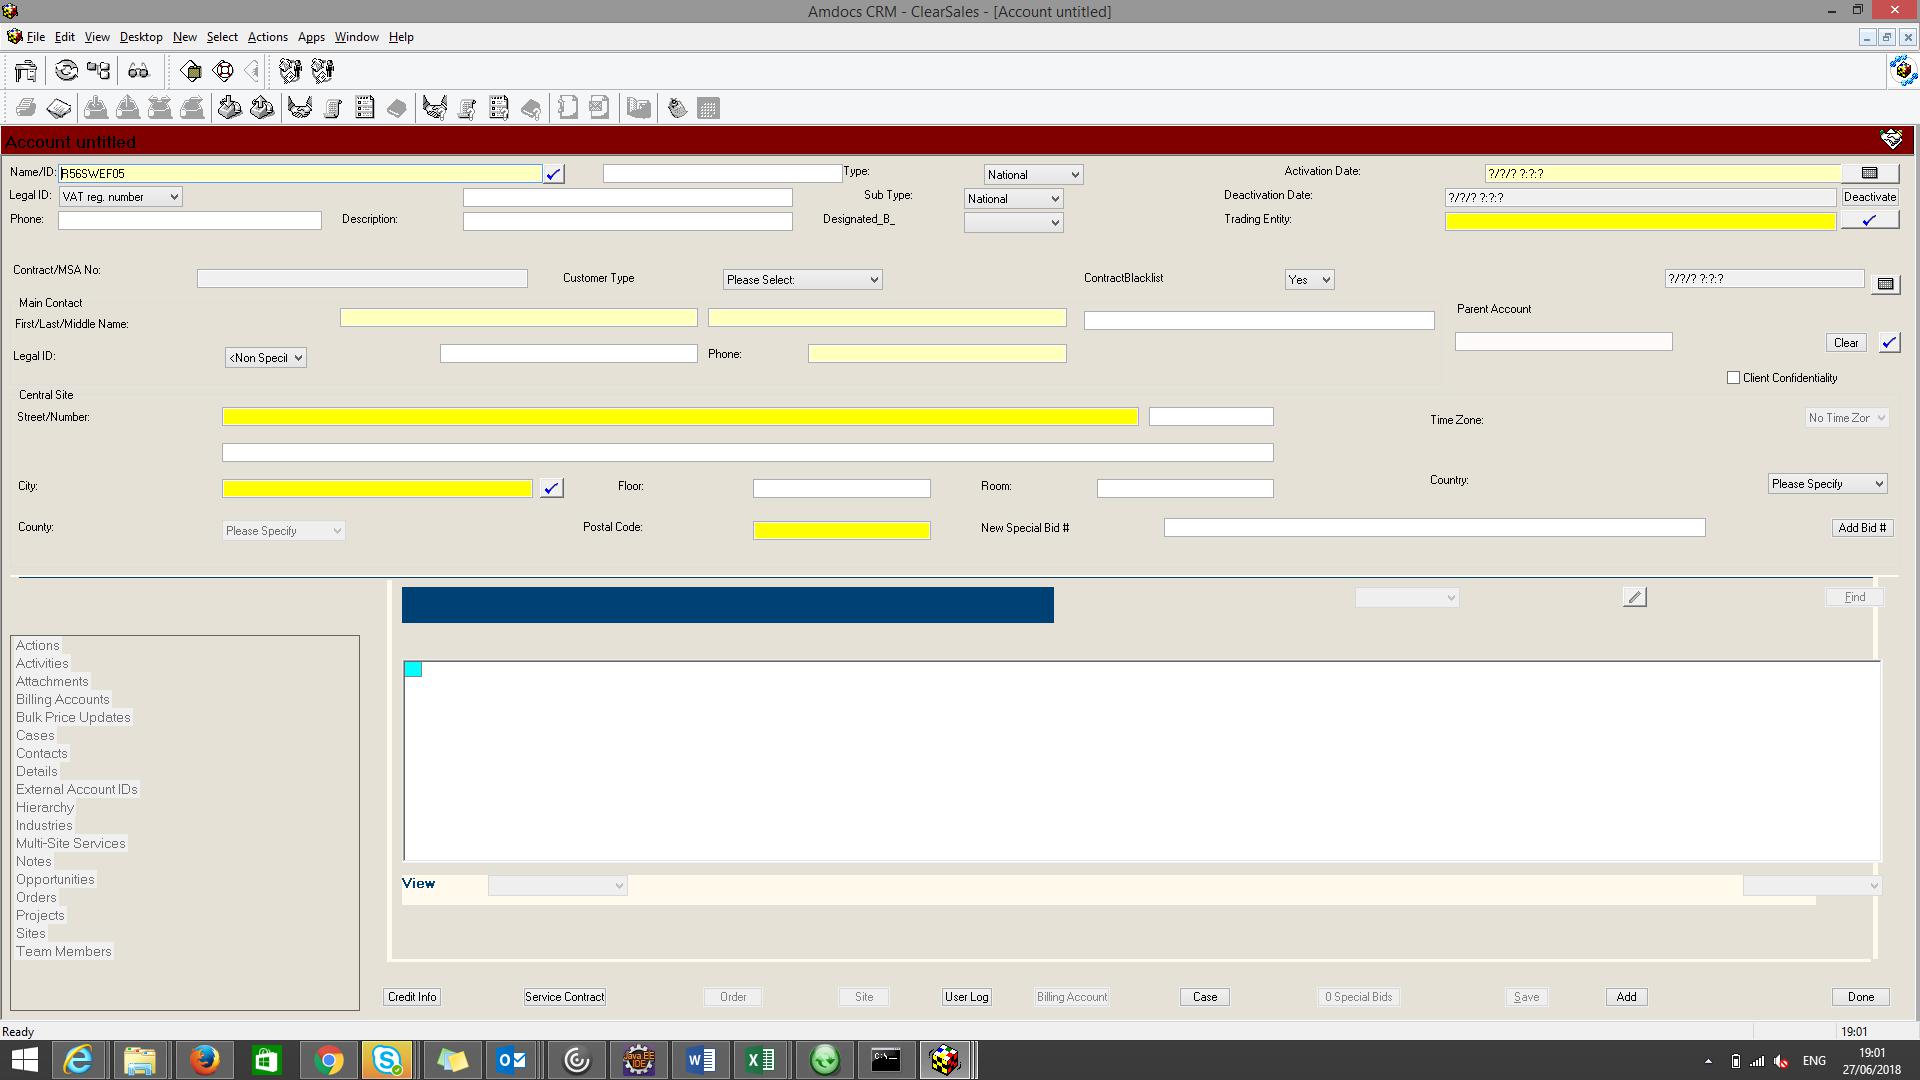 Amdocs CRM - ClearSales - [Account untitled]
File Edit View Desktop New Select Actions Apps Window Help
Account untitled
Name/ID: R56SWEF05 Type: National Activation Date: ?/?/? ?:?:?
Legal ID: VAT reg. number Sub Type: National Deactivation Date: ?/?/? ?:?:? Deactivate
Phone: Description: Designated_B_ Trading Entity:
Contract/MSA No: Customer Type Please Select: ContractBlacklist Yes ?/?/? ?:?:?
Main Contact
First/Last/Middle Name: Parent Account
Legal ID: <Non Specil Phone: Clear
Client Confidentiality
Central Site
Street/Number: Time Zone: No Time Zor
City: Floor: Room: Country: Please Specify
County: Please Specify Postal Code: New Special Bid # Add Bid #
Find
Actions
Activities
Attachments
Billing Accounts
Bulk Price Updates
Cases
Contacts
Details
External Account IDs
Hierarchy
Industries
Multi-Site Services
Notes
Opportunities
Orders
Projects
Sites
Team Members
View
Credit Info Service Contract Order Site User Log Billing Account Case 0 Special Bids Save Add Done
Ready 19:01
Java EE IDE
C:\_
ENG 19:01
27/06/2018